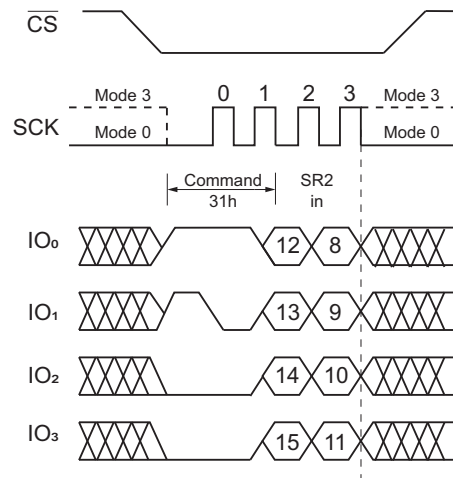 CS
0 1 2 3
Mode 3 Mode 3
SCK
Mode 0 Mode 0
Command SR2
31h in
IO₀ 12 8
IO₁ 13 9
IO₂ 14 10
IO₃ 15 11